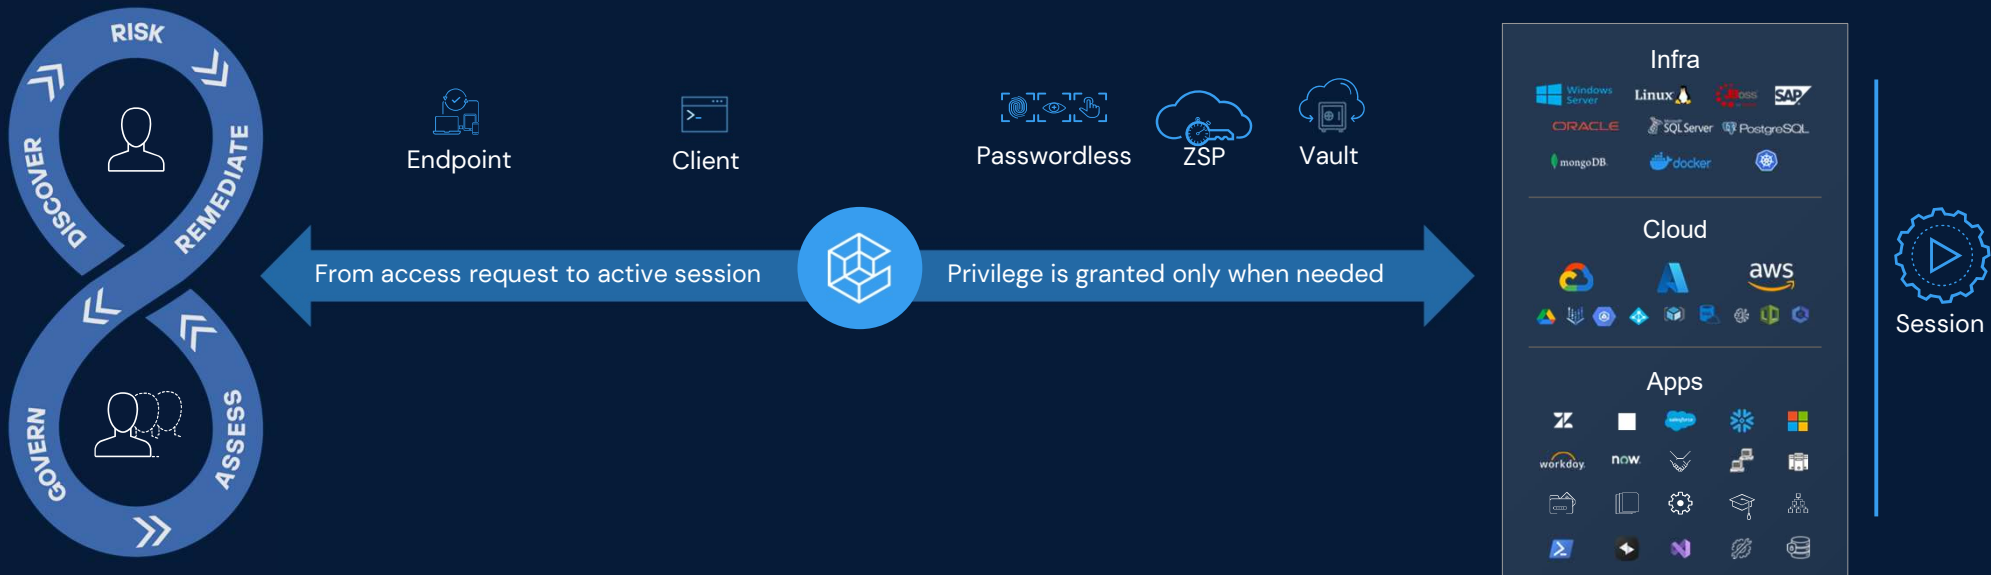 RISK
DISCOVER
REMEDIATE
GOVERN
ASSESS
Endpoint
Client
Passwordless
ZSP
Vault
From access request to active session
Privilege is granted only when needed
Infra
Windows Server
Linux
SAP
ORACLE
SQL Server
PostgreSQL
mongoDB
docker
Cloud
aws
Apps
salesforce
workday.
now
Session